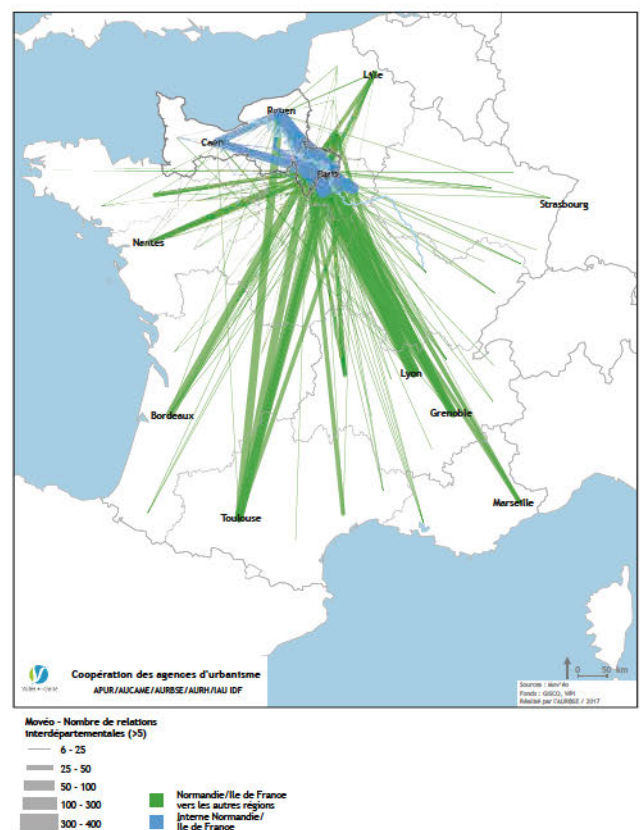 Lille
Rouen
Caen
Paris
Strasbourg
Nantes
Lyon
Grenoble
Bordeaux
Marseille
Toulouse
Coopération des agences d'urbanisme
APUR/AUCAME/AURBSE/AURH/IAU IDF
0 50 km
Sources : Mov'éo
Fonds : GISCO, WPI
Réalisé par l'AURBSE / 2017
Movéo - Nombre de relations
interdépartementales (>5)
6 - 25
25 - 50
50 - 100
100 - 300
300 - 400
Normandie/Ile de France
vers les autres régions
Interne Normandie/
Ile de France